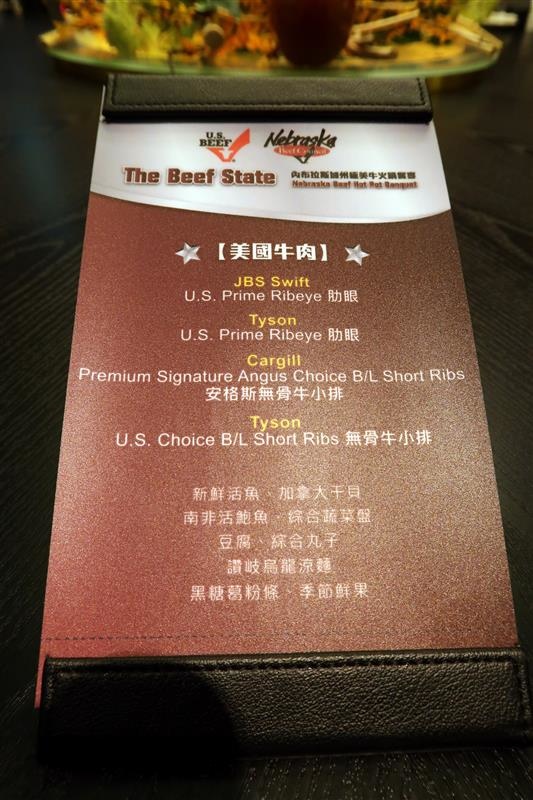 U.S.
BEEF
Nebraska
Beef Council
The Beef State
內布拉斯加州極美牛火鍋饗宴
Nebraska Beef Hot Pot Banquet
【美國牛肉】
JBS Swift
U.S. Prime Ribeye 肋眼
Tyson
U.S. Prime Ribeye 肋眼
Cargill
Premium Signature Angus Choice B/L Short Ribs
安格斯無骨牛小排
Tyson
U.S. Choice B/L Short Ribs 無骨牛小排
新鮮活魚、加拿大干貝
南非活鮑魚、綜合蔬菜盤
豆腐、綜合丸子
讚岐烏龍涼麵
黑糖葛粉條、季節鮮果